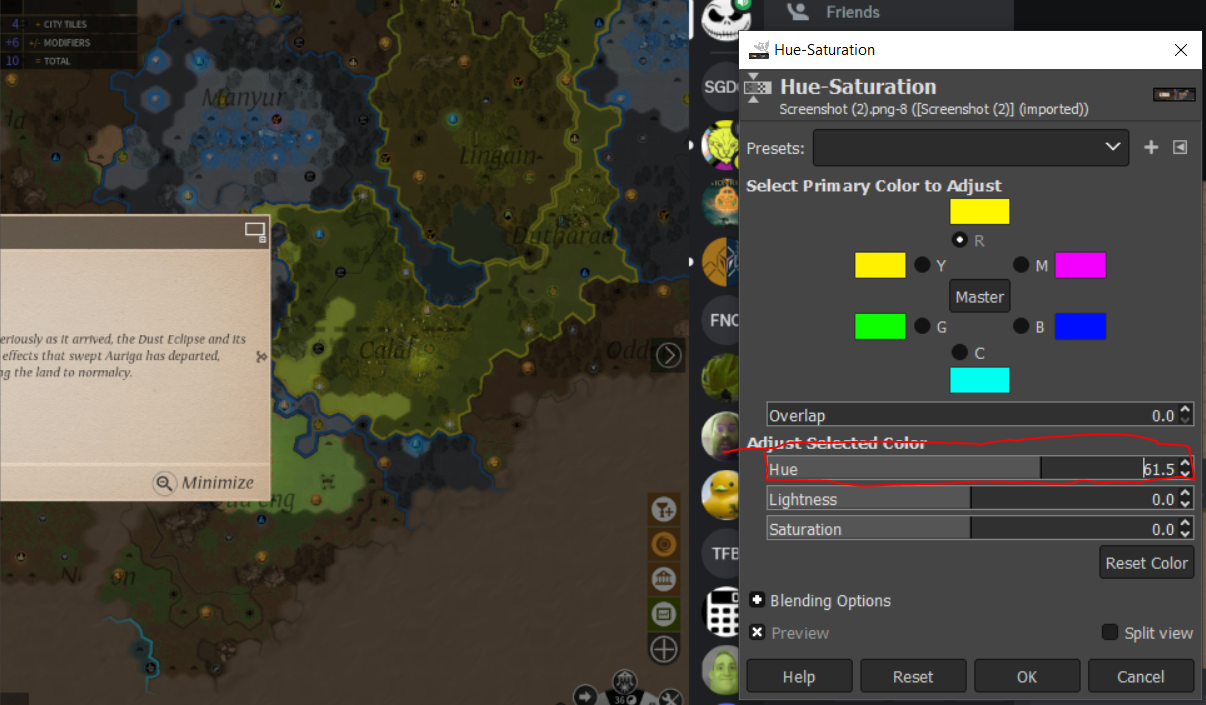 4 + CITY TILES
+6 +/- MODIFIERS
10 = TOTAL
Manyur
Lingain
Dutharad
Calar
eriously as it arrived, the Dust Eclipse and its
effects that swept Auriga has departed,
ng the land to normalcy.
Minimize
36
Friends
SGD
FNC
TFB
Hue-Saturation
Hue-Saturation
Screenshot (2).png-8 ([Screenshot (2)] (imported))
Presets:
Select Primary Color to Adjust
R
Y
M
Master
G
B
C
Overlap 0.0
Adjust Selected Color
Hue 61.5
Lightness 0.0
Saturation 0.0
Reset Color
Blending Options
Preview
Split view
Help
Reset
OK
Cancel